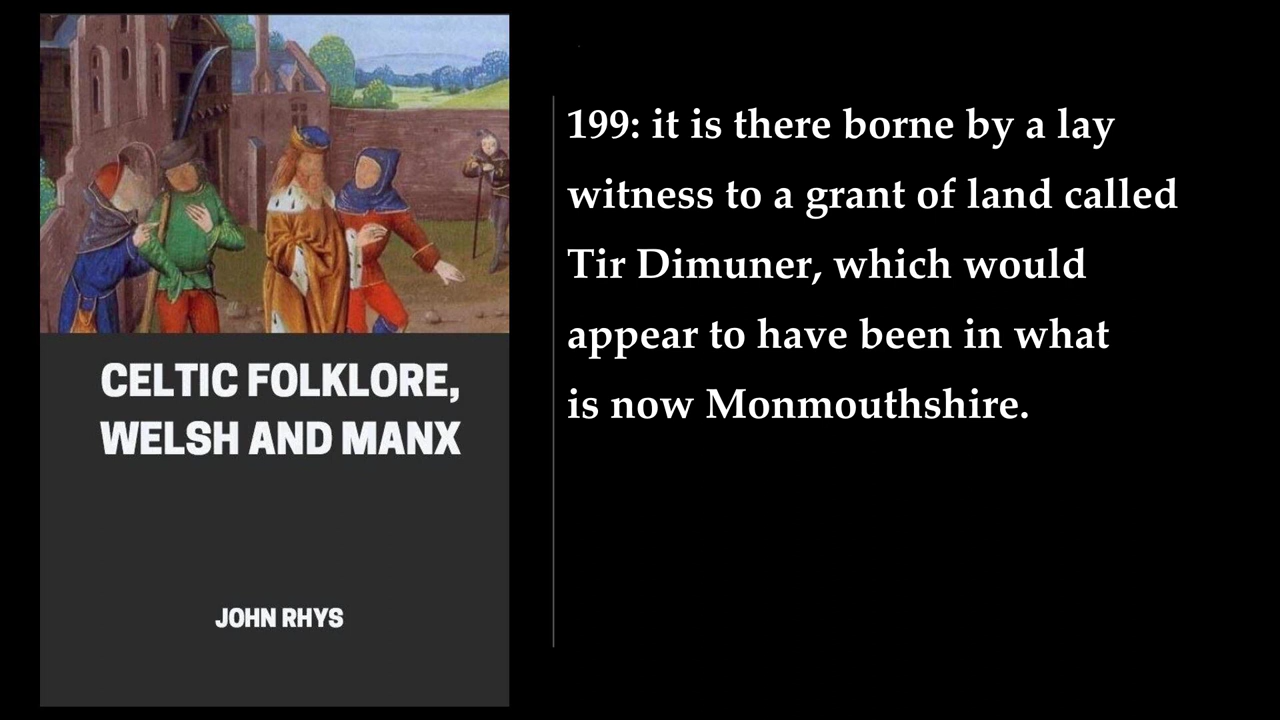 CELTIC FOLKLORE,
WELSH AND MANX
JOHN RHYS
199: it is there borne by a lay
witness to a grant of land called
Tir Dimuner, which would
appear to have been in what
is now Monmouthshire.